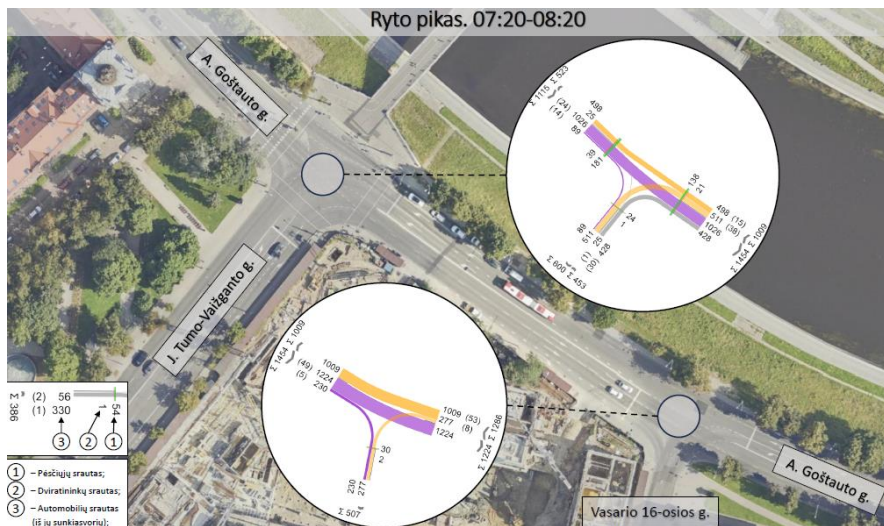 Ryto pikas. 07:20-08:20
A. Goštauto g.
J. Tumo-Vaižganto g.
Σ 1115 Σ 523
(24)
(14)
498
25
1026
89
39
181
138
21
498 (15)
511 (38)
1026
428
Σ 1454 Σ 1009
89
511
25
428
(1)
(30)
24
1
Σ 600 Σ 453
Σ 1454 Σ 1009
(49)
(5)
1009
1224
230
1009 (53)
277 (8)
1224
Σ 1224 Σ 1286
30
2
230
277
Σ 507
A. Goštauto g.
Vasario 16-osios g.
Σ 386
(2) 56
(1) 330
1
54
3 2 1
1 – Pėsčiųjų srautas;
2 – Dviratininkų srautas;
3 – Automobilių srautas
(iš jų sunkiasvorių);